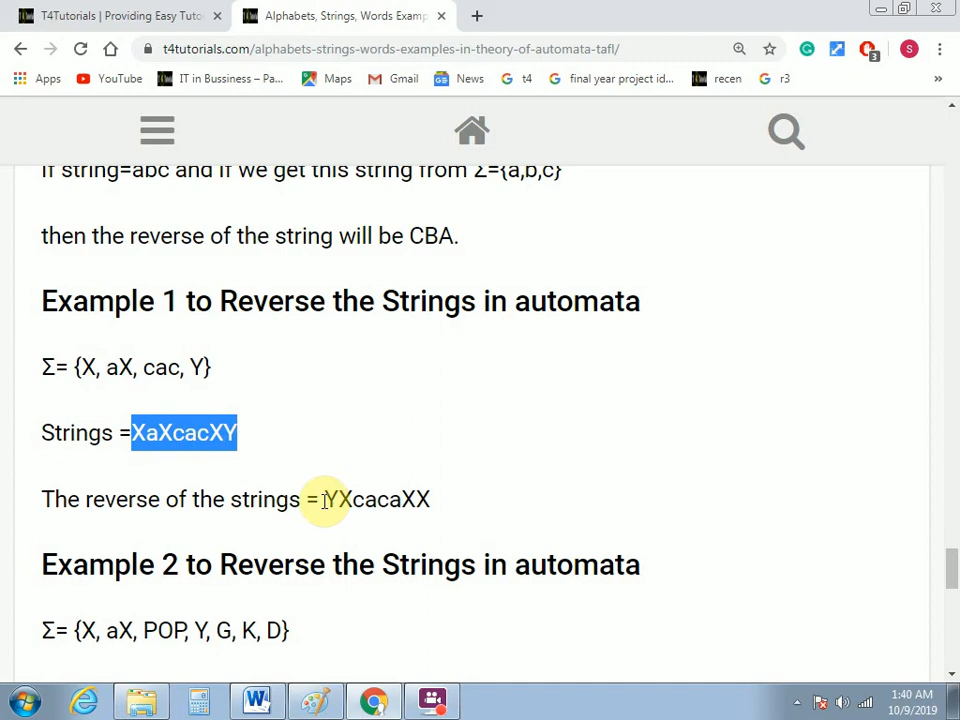 T4Tutorials | Providing Easy Tuto
Alphabets, Strings, Words Examp
t4tutorials.com/alphabets-strings-words-examples-in-theory-of-automata-tafl/
S
3
Apps YouTube IT in Bussiness – Pa... Maps Gmail News t4 final year project id... recen r3 »
If string=abc and if we get this string from Σ={a,b,c}
then the reverse of the string will be CBA.
Example 1 to Reverse the Strings in automata
Σ= {X, aX, cac, Y}
Strings =XaXcacXY
The reverse of the strings = YXcacaXX
Example 2 to Reverse the Strings in automata
Σ= {X, aX, POP, Y, G, K, D}
1:40 AM
10/9/2019